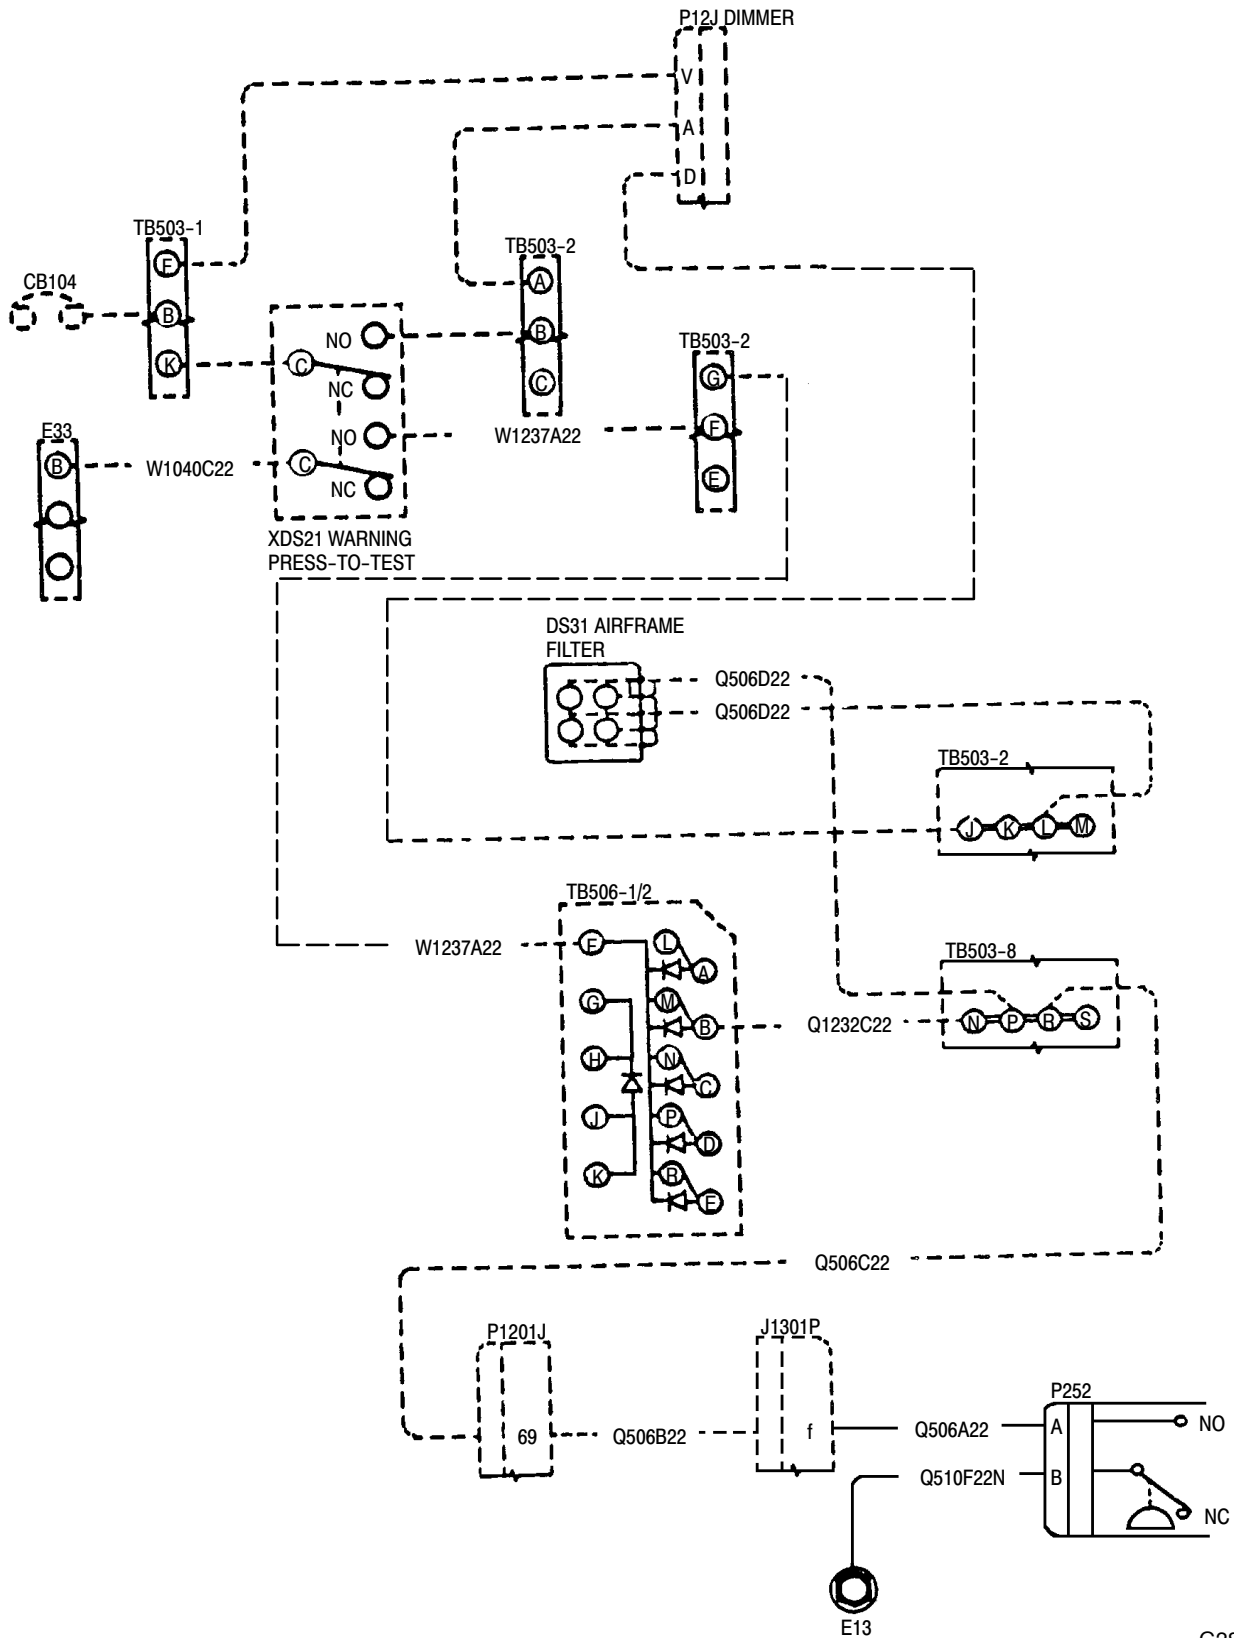 P12J DIMMER
V
A
D
TB503-1
F
B
K
CB104
TB503-2
A
B
C
TB503-2
G
F
E
NO
C
NC
NO
C
NC
W1237A22
E33
B
W1040C22
XDS21 WARNING
PRESS-TO-TEST
DS31 AIRFRAME
FILTER
Q506D22
Q506D22
TB503-2
J
K
L
M
TB506-1/2
W1237A22
F
L
A
G
M
B
H
N
C
J
P
D
K
R
E
Q1232C22
TB503-8
N
P
R
S
Q506C22
P1201J
69
Q506B22
J1301P
f
Q506A22
P252
A
NO
Q510F22N
B
NC
E13